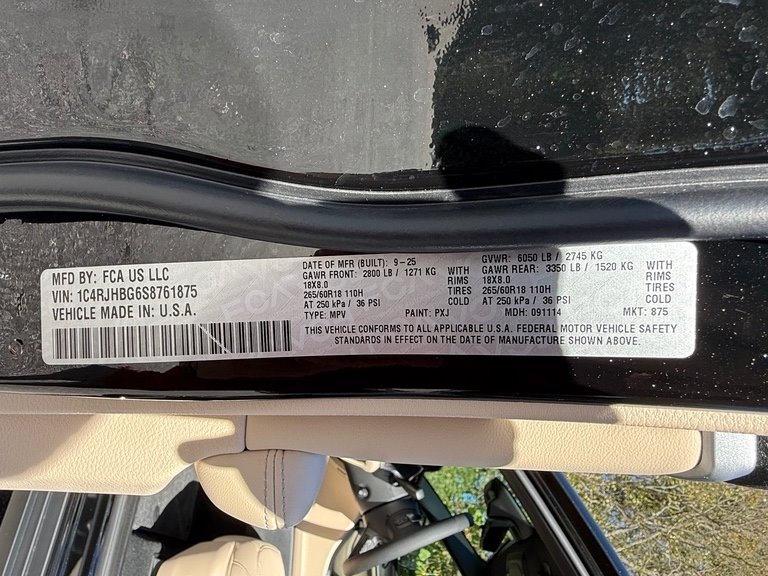 MFD BY: FCA US LLC
VIN: 1C4RJHBG6S8761875
VEHICLE MADE IN: U.S.A.
DATE OF MFR (BUILT): 9-25
GAWR FRONT: 2800 LB / 1271 KG WITH
18X8.0 RIMS
265/60R18 110H TIRES
AT 250 kPa / 36 PSI COLD
TYPE: MPV PAINT: PXJ
GVWR: 6050 LB / 2745 KG
GAWR REAR: 3350 LB / 1520 KG WITH
18X8.0 RIMS
265/60R18 110H TIRES
AT 250 kPa / 36 PSI COLD
MDH: 091114 MKT: 875
THIS VEHICLE CONFORMS TO ALL APPLICABLE U.S.A. FEDERAL MOTOR VEHICLE SAFETY
STANDARDS IN EFFECT ON THE DATE OF MANUFACTURE SHOWN ABOVE.